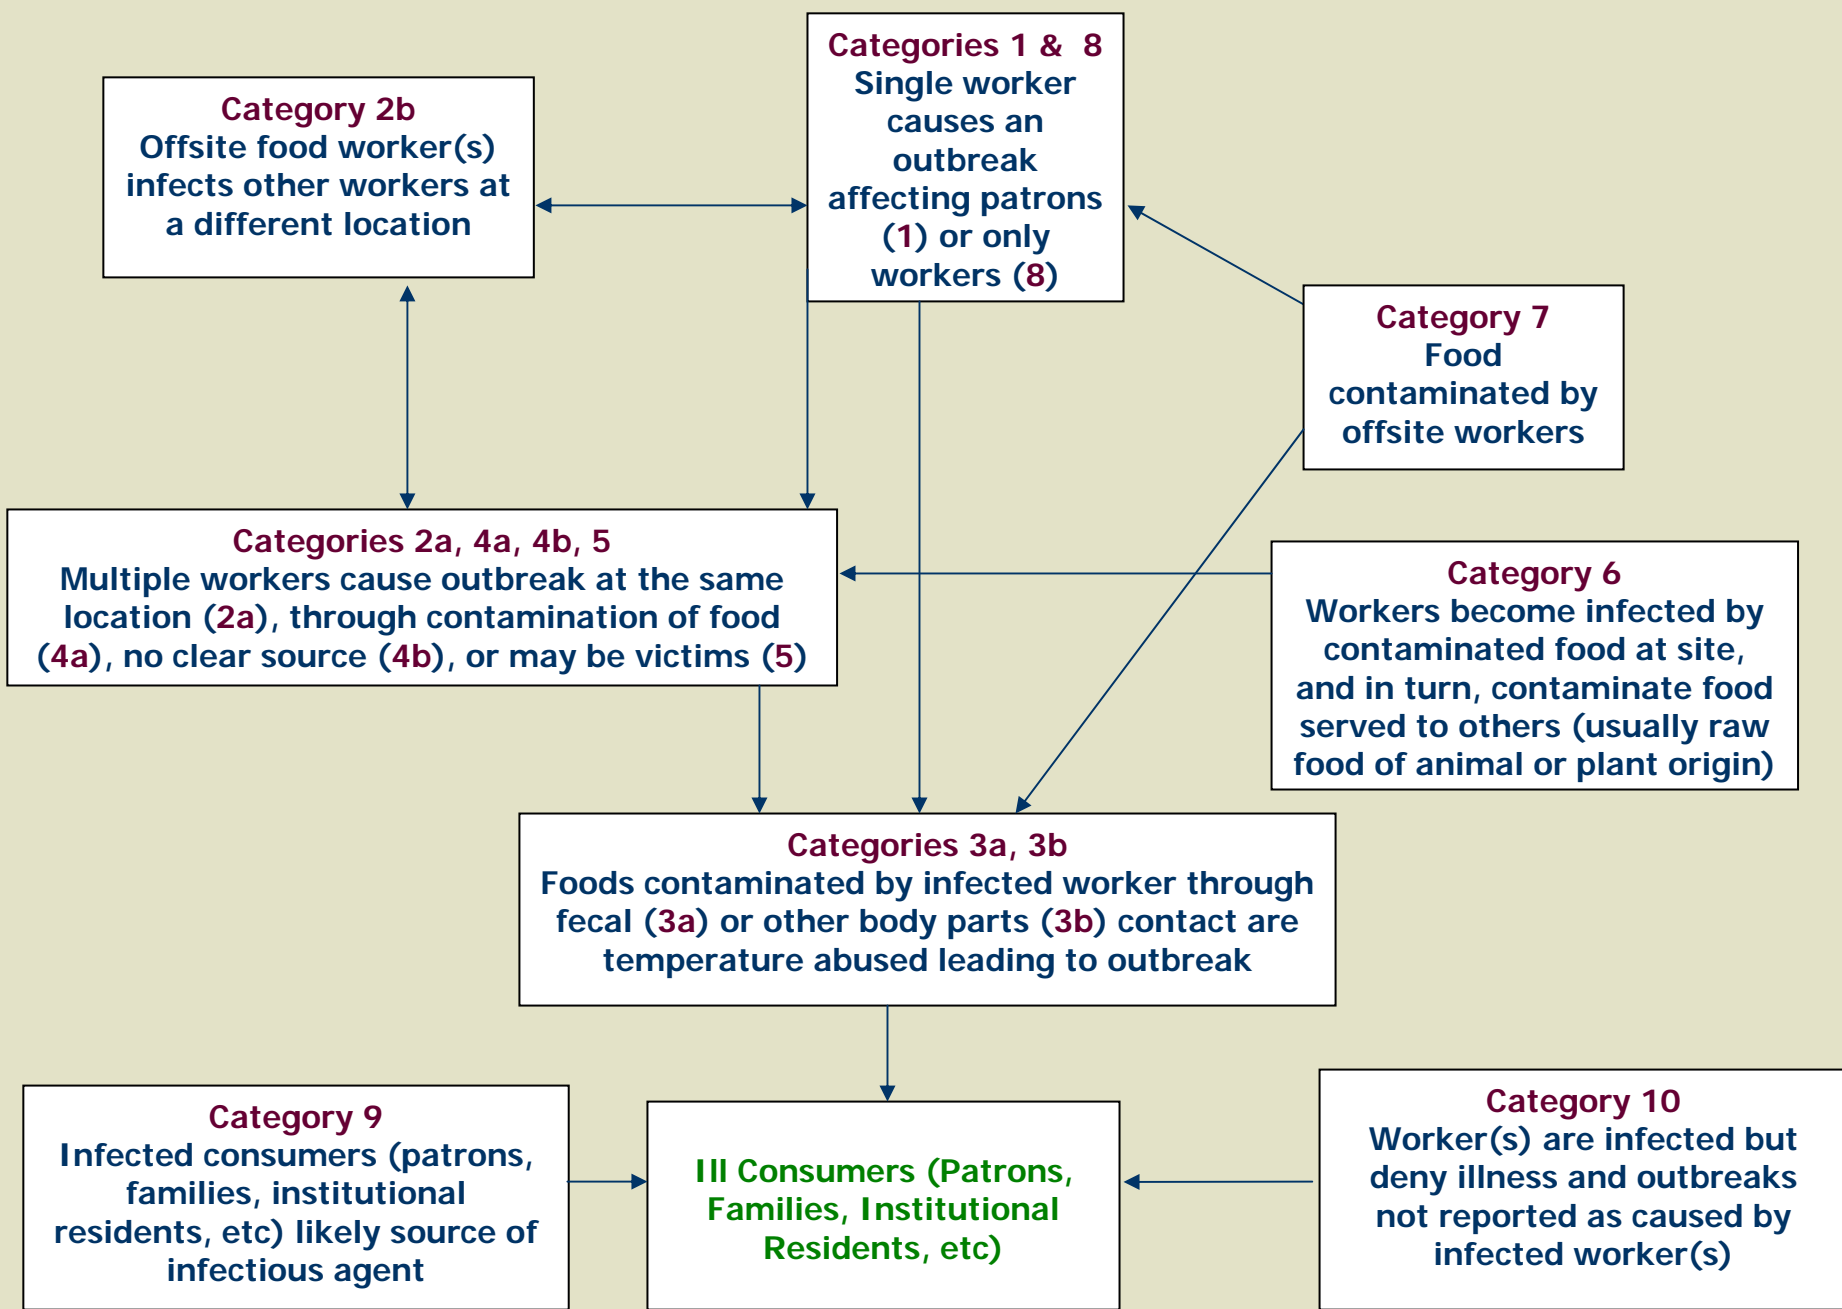 Categories 1 & 8
Single worker
causes an
outbreak
affecting patrons
(1) or only
workers (8)
Category 2b
Offsite food worker(s)
infects other workers at
a different location
Category 7
Food
contaminated by
offsite workers
Categories 2a, 4a, 4b, 5
Multiple workers cause outbreak at the same
location (2a), through contamination of food
(4a), no clear source (4b), or may be victims (5)
Category 6
Workers become infected by
contaminated food at site,
and in turn, contaminate food
served to others (usually raw
food of animal or plant origin)
Categories 3a, 3b
Foods contaminated by infected worker through
fecal (3a) or other body parts (3b) contact are
temperature abused leading to outbreak
Category 9
Infected consumers (patrons,
families, institutional
residents, etc) likely source of
infectious agent
Ill Consumers (Patrons,
Families, Institutional
Residents, etc)
Category 10
Worker(s) are infected but
deny illness and outbreaks
not reported as caused by
infected worker(s)